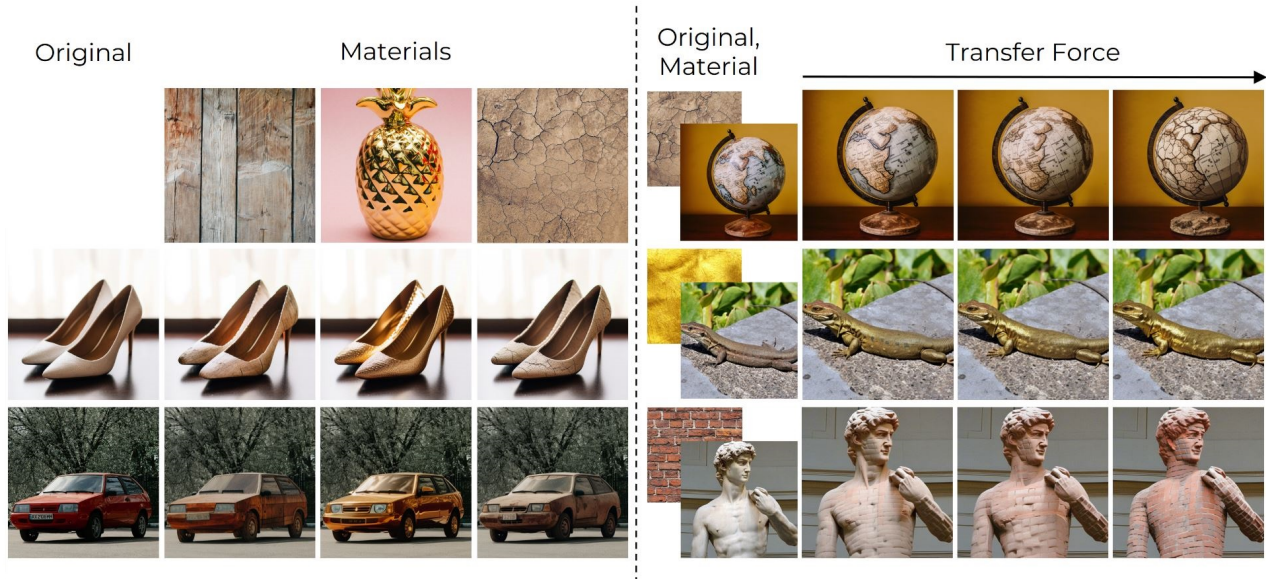 Original
Materials
Original,
Material
Transfer Force